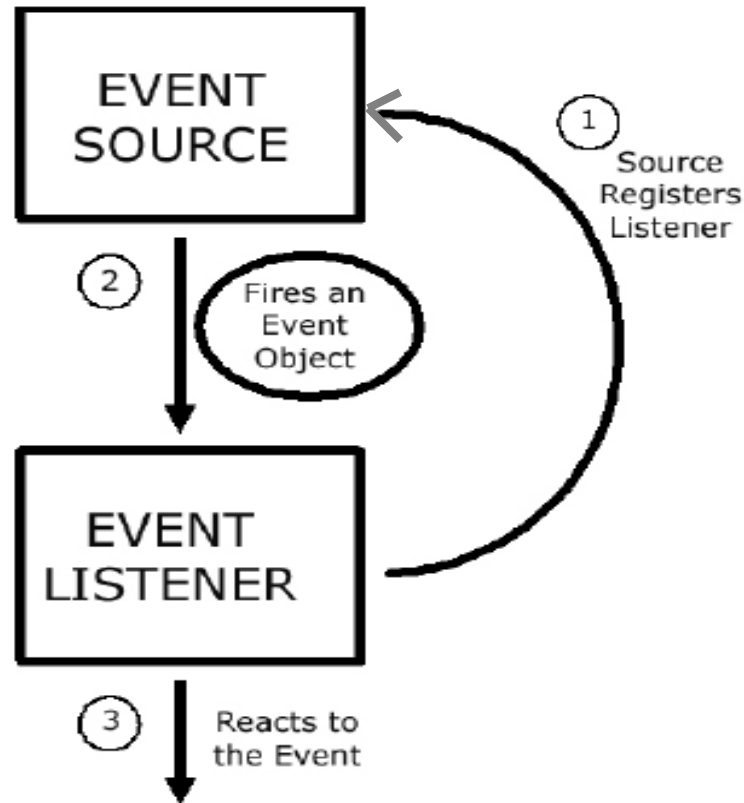 EVENT
SOURCE
1
Source
Registers
Listener
2
Fires an
Event
Object
EVENT
LISTENER
3
Reacts to
the Event